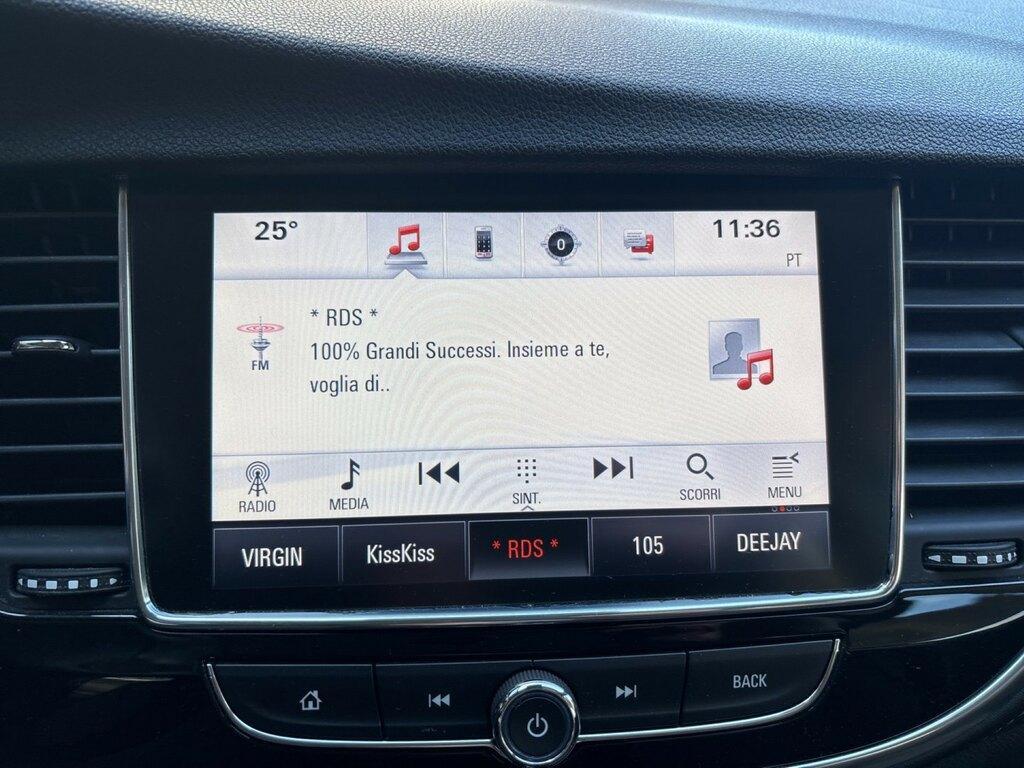 25°
0
11:36
PT
* RDS *
100% Grandi Successi. Insieme a te,
voglia di..
FM
RADIO
MEDIA
SINT.
SCORRI
MENU
VIRGIN
KissKiss
* RDS *
105
DEEJAY
BACK